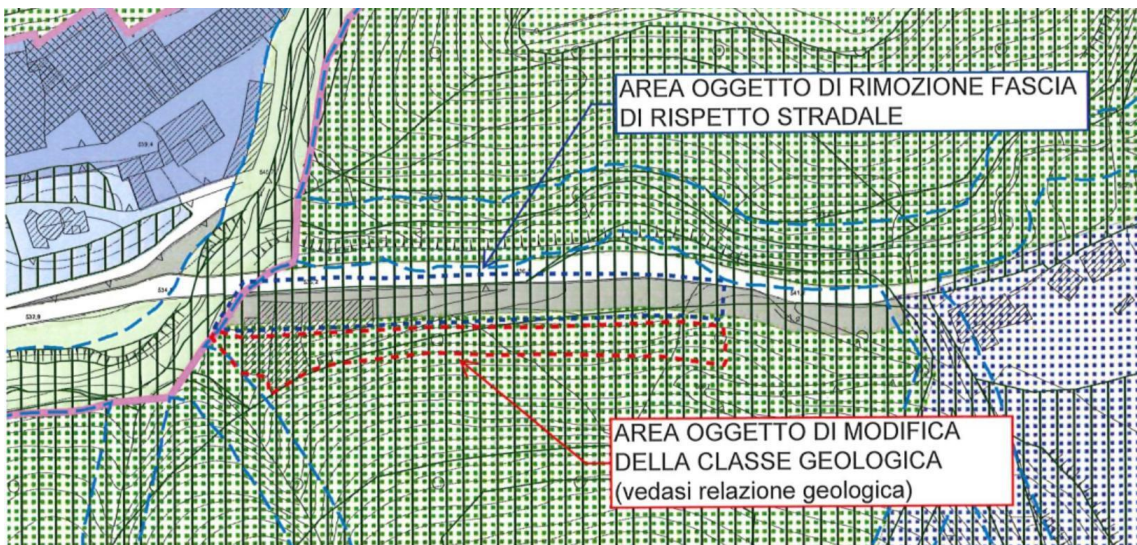 AREA OGGETTO DI RIMOZIONE FASCIA
DI RISPETTO STRADALE
AREA OGGETTO DI MODIFICA
DELLA CLASSE GEOLOGICA
(vedasi relazione geologica)